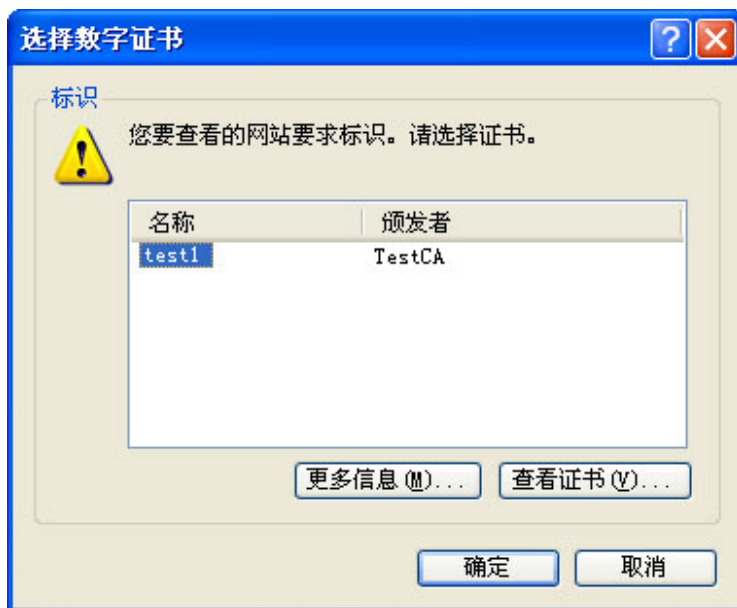 选择数字证书
标识
您要查看的网站要求标识。请选择证书。
名称 颁发者
test1 TestCA
更多信息(M)... 查看证书(V)...
确定 取消